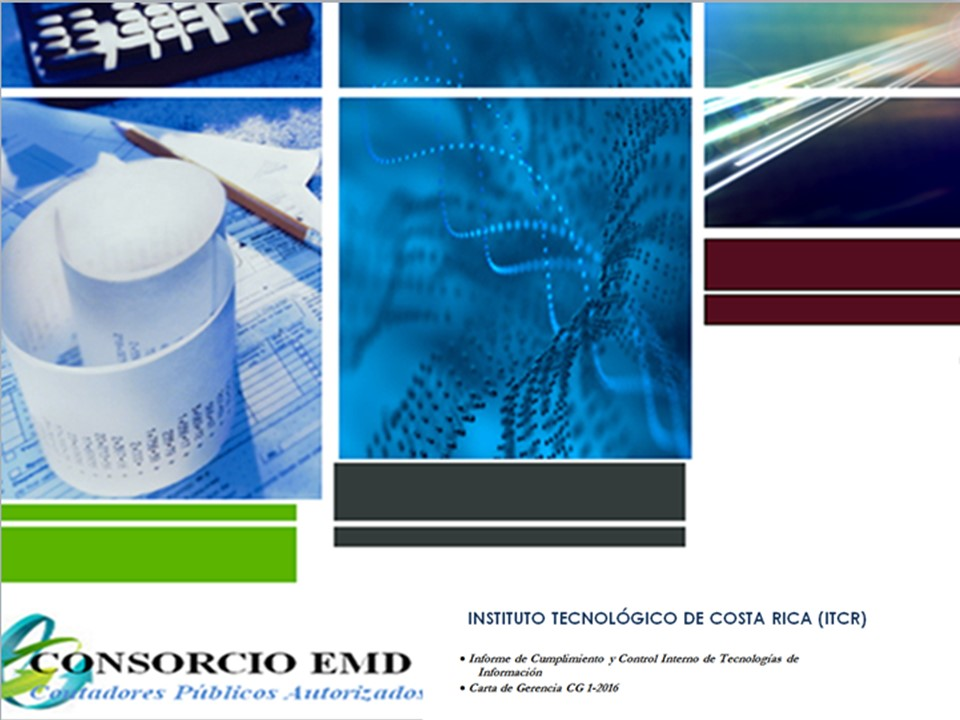 INSTITUTO TECNOLÓGICO DE COSTA RICA (ITCR)
• Informe de Cumplimiento y Control Interno de Tecnologías de
Información
• Carta de Gerencia CG 1-2016
CONSORCIO EMD
Contadores Públicos Autorizados